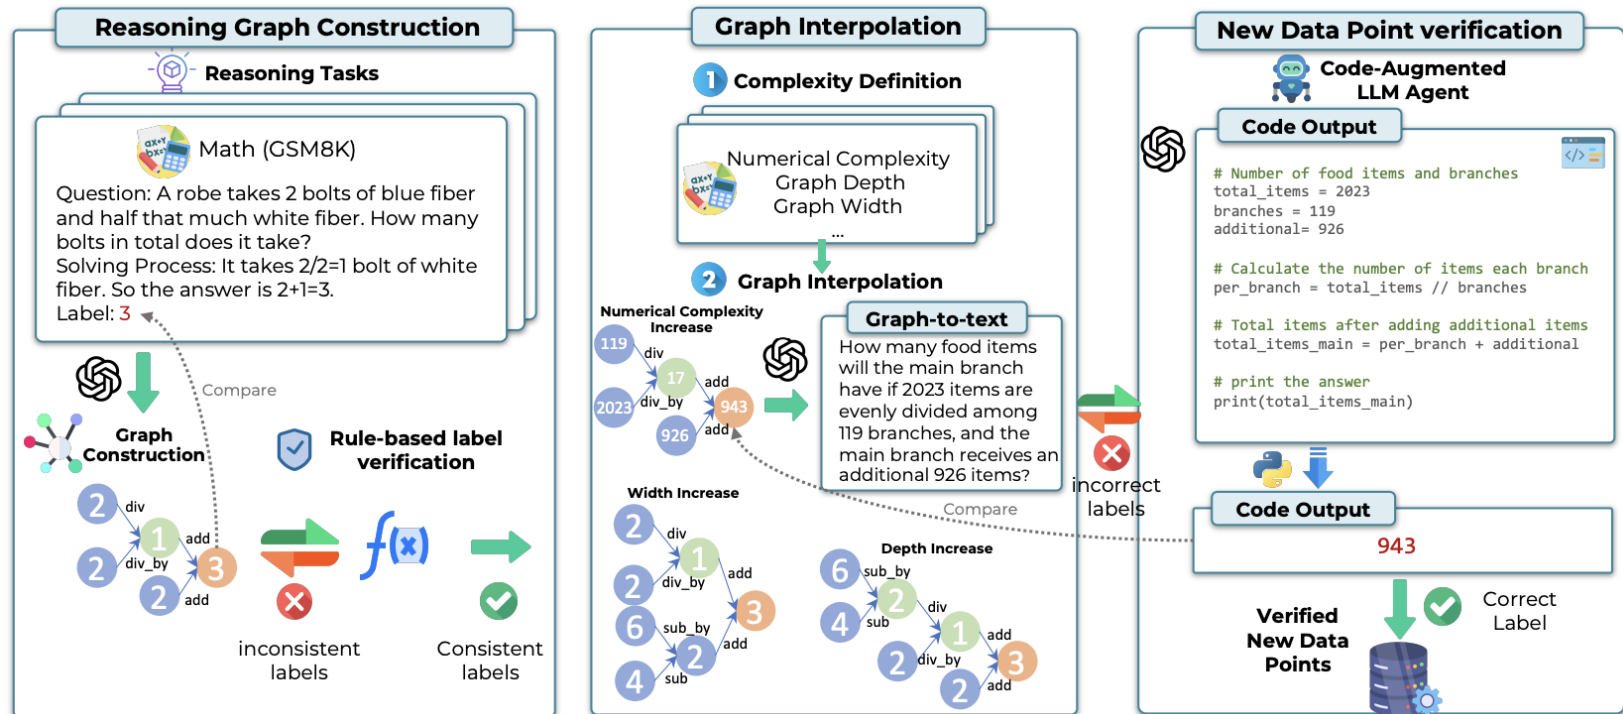 Reasoning Graph Construction
Reasoning Tasks
ax+y
bx=
Math (GSM8K)
Question: A robe takes 2 bolts of blue fiber
and half that much white fiber. How many
bolts in total does it take?
Solving Process: It takes 2/2=1 bolt of white
fiber. So the answer is 2+1=3.
Label: 3
Compare
Graph
Construction
Rule-based label
verification
2
div
1
add
2
div_by
3
2
add
f(x)
inconsistent
labels
Consistent
labels
Graph Interpolation
1 Complexity Definition
ax+y
bx=
Numerical Complexity
Graph Depth
Graph Width
...
2 Graph Interpolation
Numerical Complexity
Increase
119
div
17
add
2023
div_by
943
926
add
Graph-to-text
How many food items
will the main branch
have if 2023 items are
evenly divided among
119 branches, and the
main branch receives an
additional 926 items?
Width Increase
2
div
1
add
2
div_by
3
6
sub_by
2
add
4
sub
Depth Increase
6
sub_by
2
div
4
sub
1
add
2
div_by
3
2
add
Compare
incorrect
labels
New Data Point verification
Code-Augmented
LLM Agent
Code Output
</>
# Number of food items and branches
total_items = 2023
branches = 119
additional= 926
# Calculate the number of items each branch
per_branch = total_items // branches
# Total items after adding additional items
total_items_main = per_branch + additional
# print the answer
print(total_items_main)
Code Output
943
Correct
Label
Verified
New Data
Points